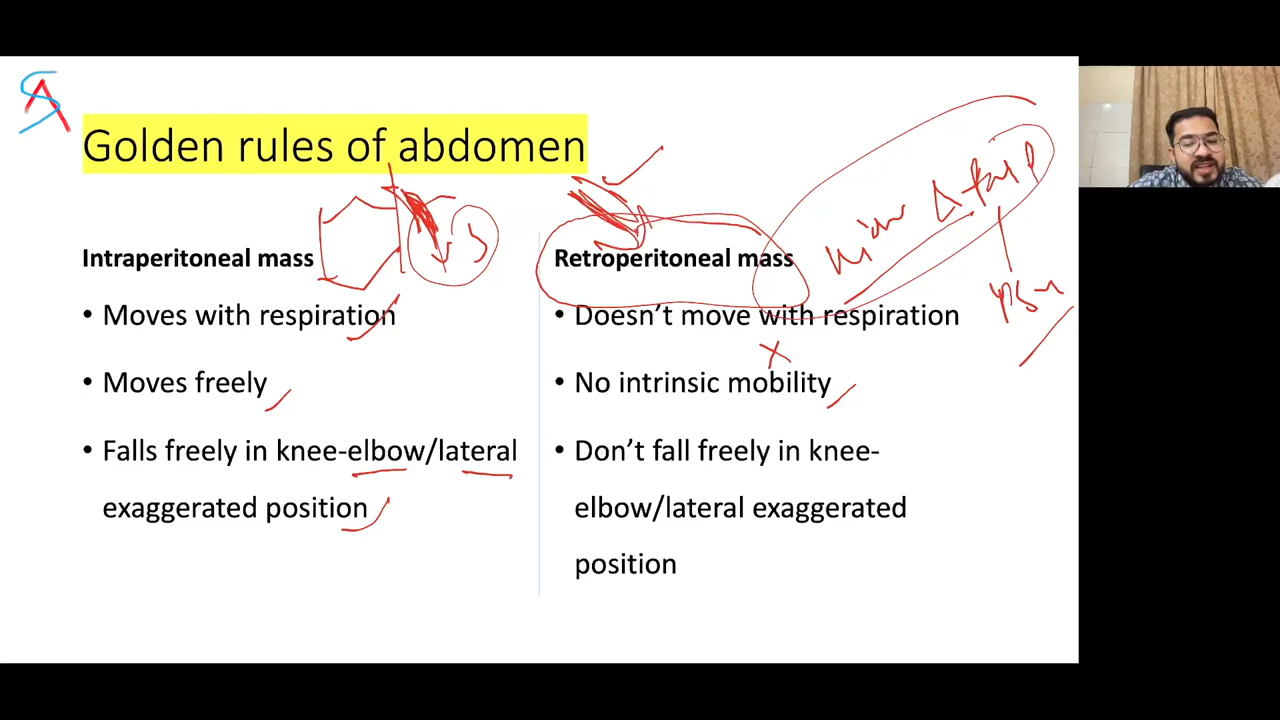 SA
Golden rules of abdomen
Intraperitoneal mass
• Moves with respiration
• Moves freely
• Falls freely in knee-elbow/lateral
exaggerated position
Retroperitoneal mass
• Doesn’t move with respiration
• No intrinsic mobility
• Don’t fall freely in knee-
elbow/lateral exaggerated
position